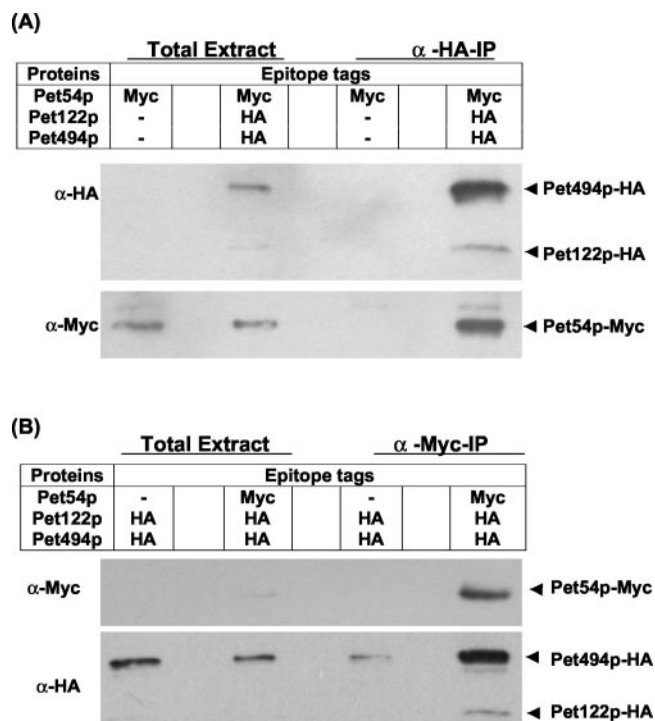 (A)
Total Extract α -HA-IP
Proteins Epitope tags
Pet54p Myc Myc Myc Myc
Pet122p - HA - HA
Pet494p - HA - HA
α-HA
Pet494p-HA
Pet122p-HA
α-Myc
Pet54p-Myc
(B)
Total Extract α -Myc-IP
Proteins Epitope tags
Pet54p - Myc - Myc
Pet122p HA HA HA HA
Pet494p HA HA HA HA
α-Myc
Pet54p-Myc
Pet494p-HA
α-HA
Pet122p-HA